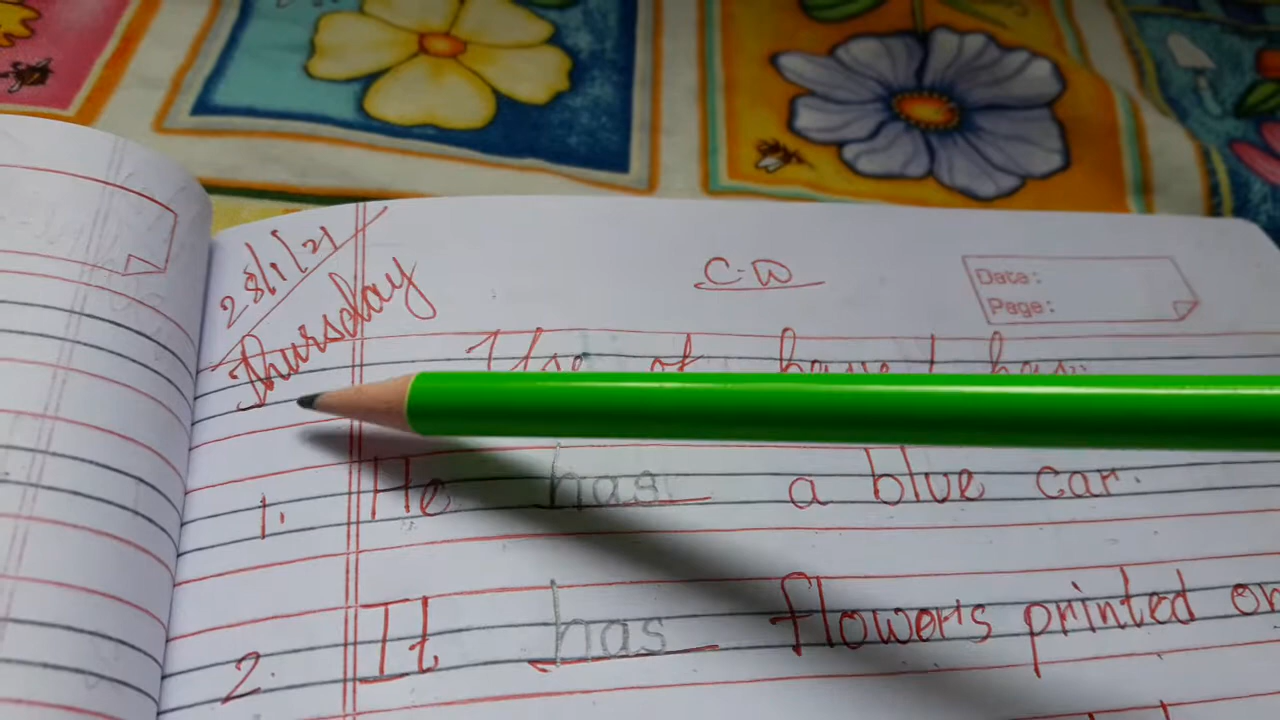 28/1/21
Thursday
C.W
Date:
Page:
Use of have / has
1. He has a blue car.
2. It has flowers printed on